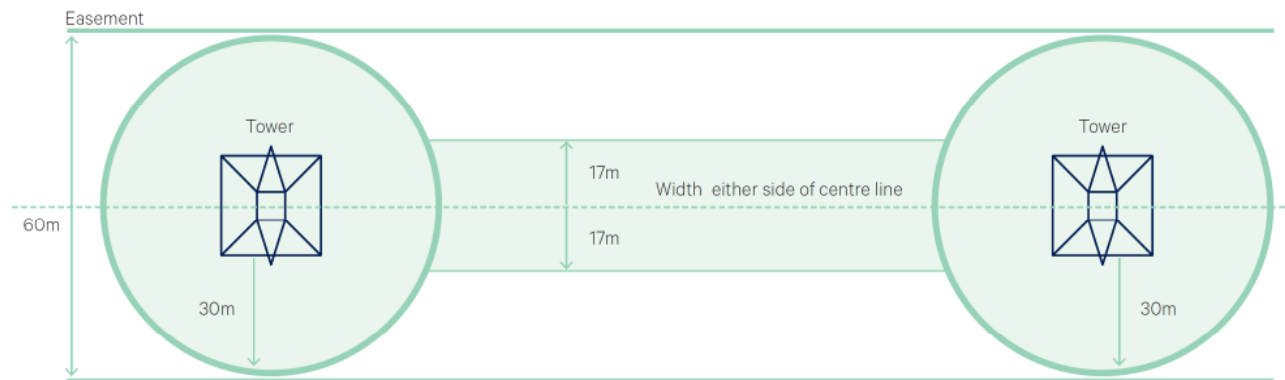 Easement
Tower
Tower
17m
Width either side of centre line
60m
17m
30m
30m